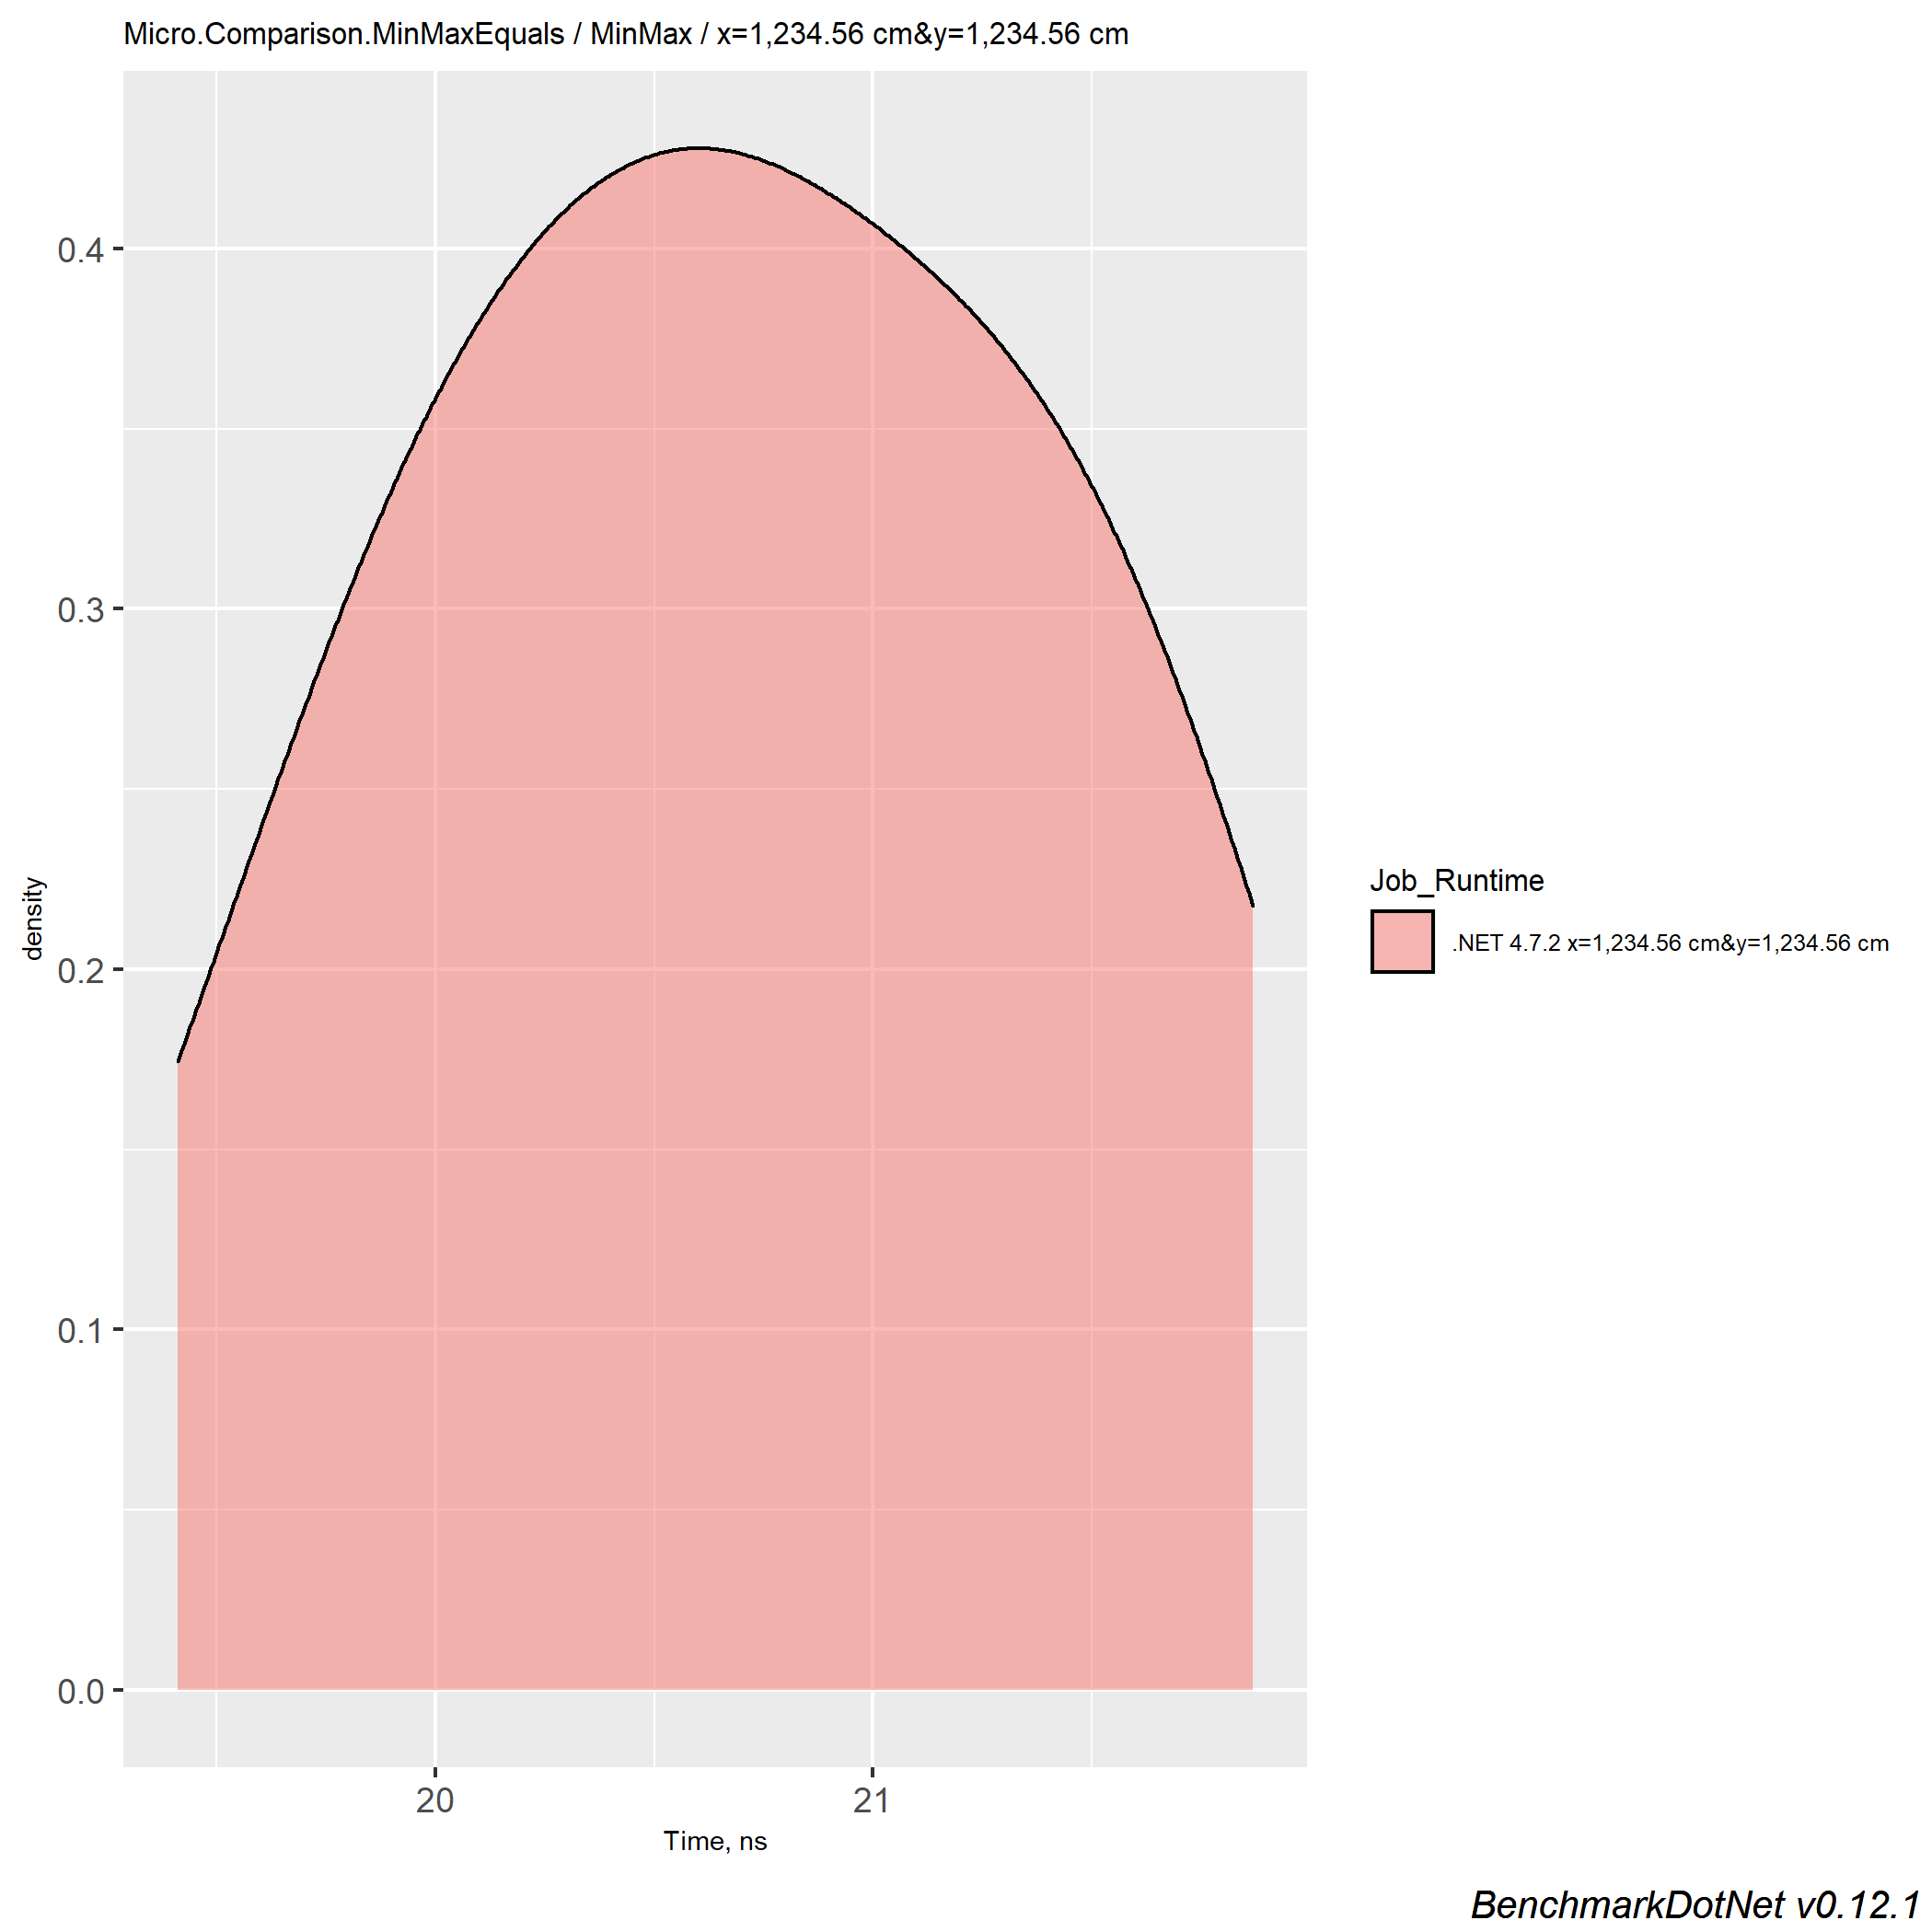 Micro.Comparison.MinMaxEquals / MinMax / x=1,234.56 cm&y=1,234.56 cm
0.4
0.3
0.2
0.1
0.0
density
20 21
Time, ns
Job_Runtime
.NET 4.7.2 x=1,234.56 cm&y=1,234.56 cm
BenchmarkDotNet v0.12.1